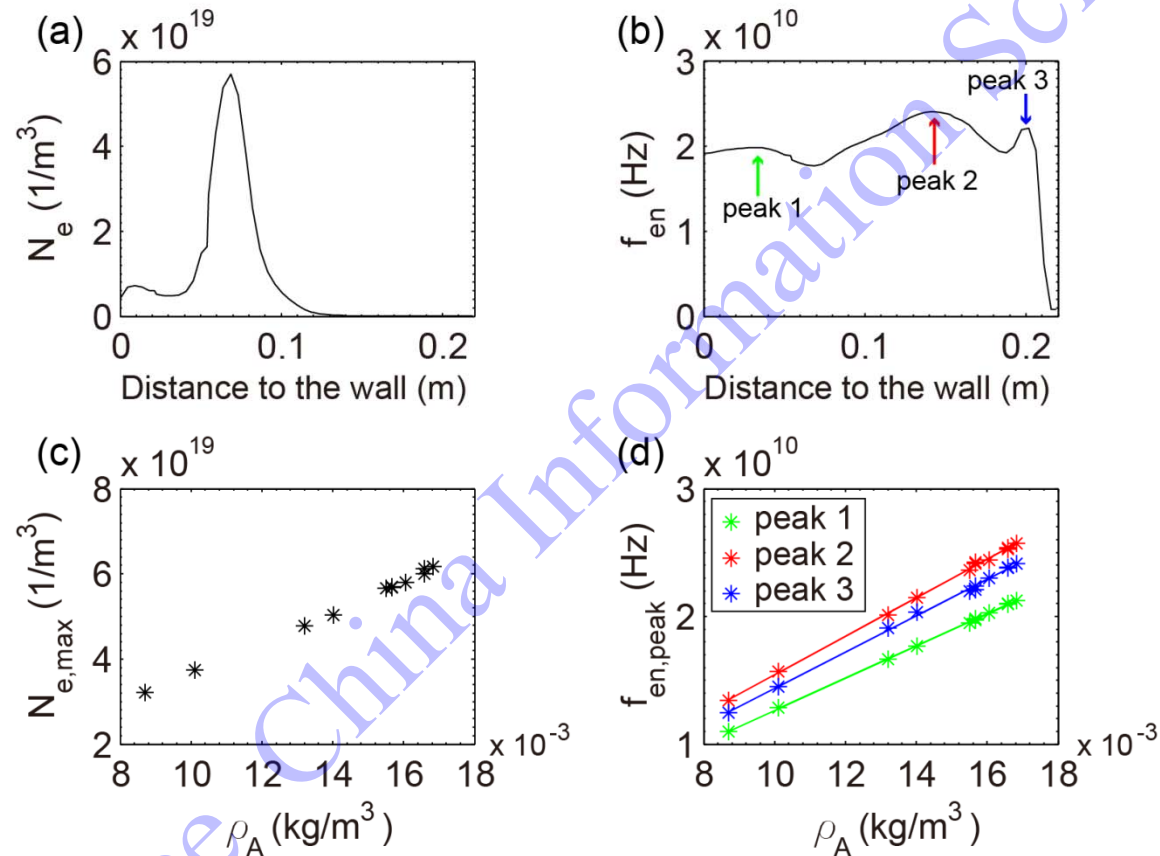 (a)
x 10^19
N_e (1/m^3)
6
4
2
0
0 0.1 0.2
Distance to the wall (m)
(b)
x 10^10
f_en (Hz)
3
2
1
0
peak 1
peak 2
peak 3
0 0.1 0.2
Distance to the wall (m)
(c)
x 10^19
N_e,max (1/m^3)
8
6
4
2
8 10 12 14 16 18
x 10^-3
ρ_A (kg/m^3)
(d)
x 10^10
f_en,peak (Hz)
3
2
1
peak 1
peak 2
peak 3
8 10 12 14 16 18
x 10^-3
ρ_A (kg/m^3)
China Information Sc